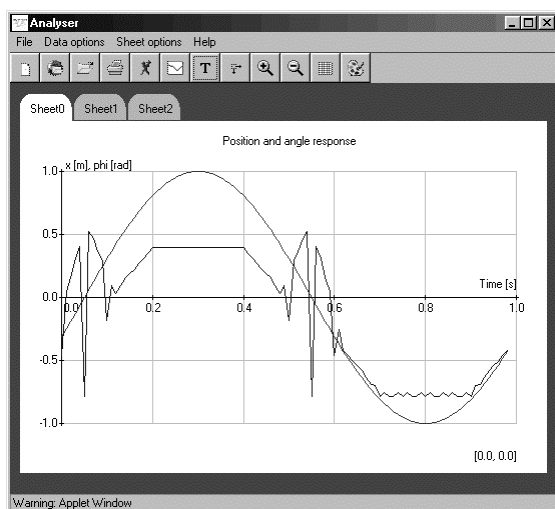 Analyser
File Data options Sheet options Help
T T
Sheet0 Sheet1 Sheet2
Position and angle response
x [m], phi [rad]
1.0
0.5
Time [s]
0.0 0.0 0.2 0.4 0.6 0.8 1.0
-0.5
-1.0
[0.0, 0.0]
Warning: Applet Window